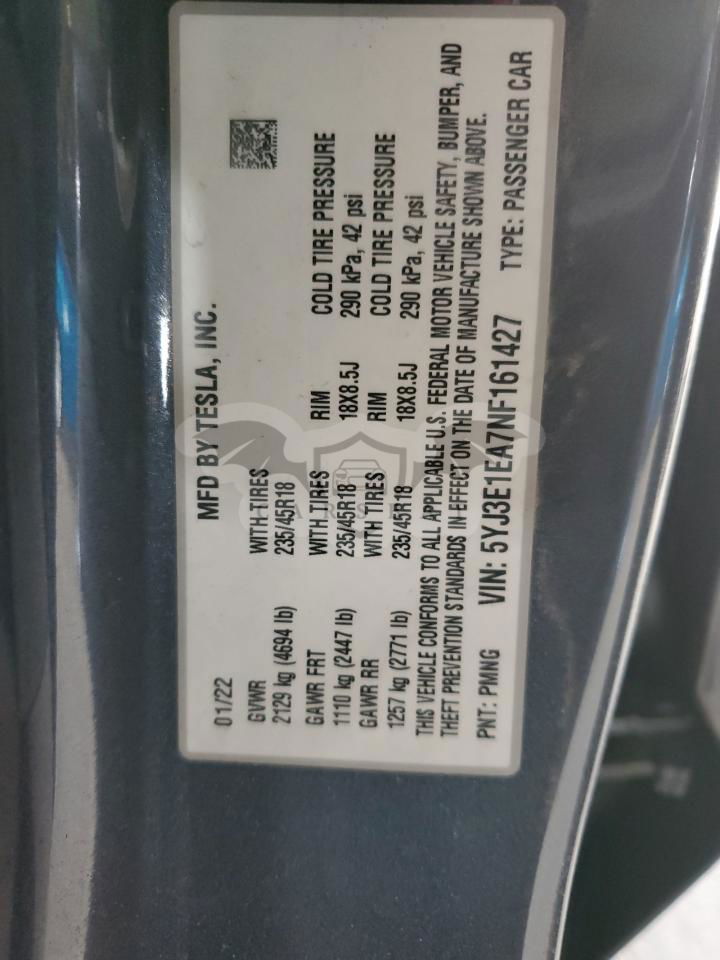 01/22 MFD BY TESLA, INC.
GVWR WITH TIRES
2129 kg (4694 lb) 235/45R18
GAWR FRT WITH TIRES RIM COLD TIRE PRESSURE
1110 kg (2447 lb) 235/45R18 18X8.5J 290 kPa, 42 psi
GAWR RR WITH TIRES RIM COLD TIRE PRESSURE
1257 kg (2771 lb) 235/45R18 18X8.5J 290 kPa, 42 psi
THIS VEHICLE CONFORMS TO ALL APPLICABLE U.S. FEDERAL MOTOR VEHICLE SAFETY, BUMPER, AND
THEFT PREVENTION STANDARDS IN EFFECT ON THE DATE OF MANUFACTURE SHOWN ABOVE.
PNT: PMNG VIN: 5YJ3E1EA7NF161427 TYPE: PASSENGER CAR